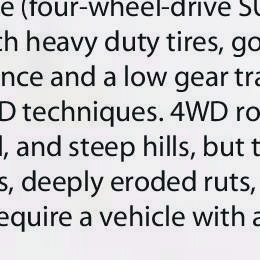 e (four-wheel-drive SU
th heavy duty tires, go
nce and a low gear tra
D techniques. 4WD ro
, and steep hills, but t
s, deeply eroded ruts,
equire a vehicle with a